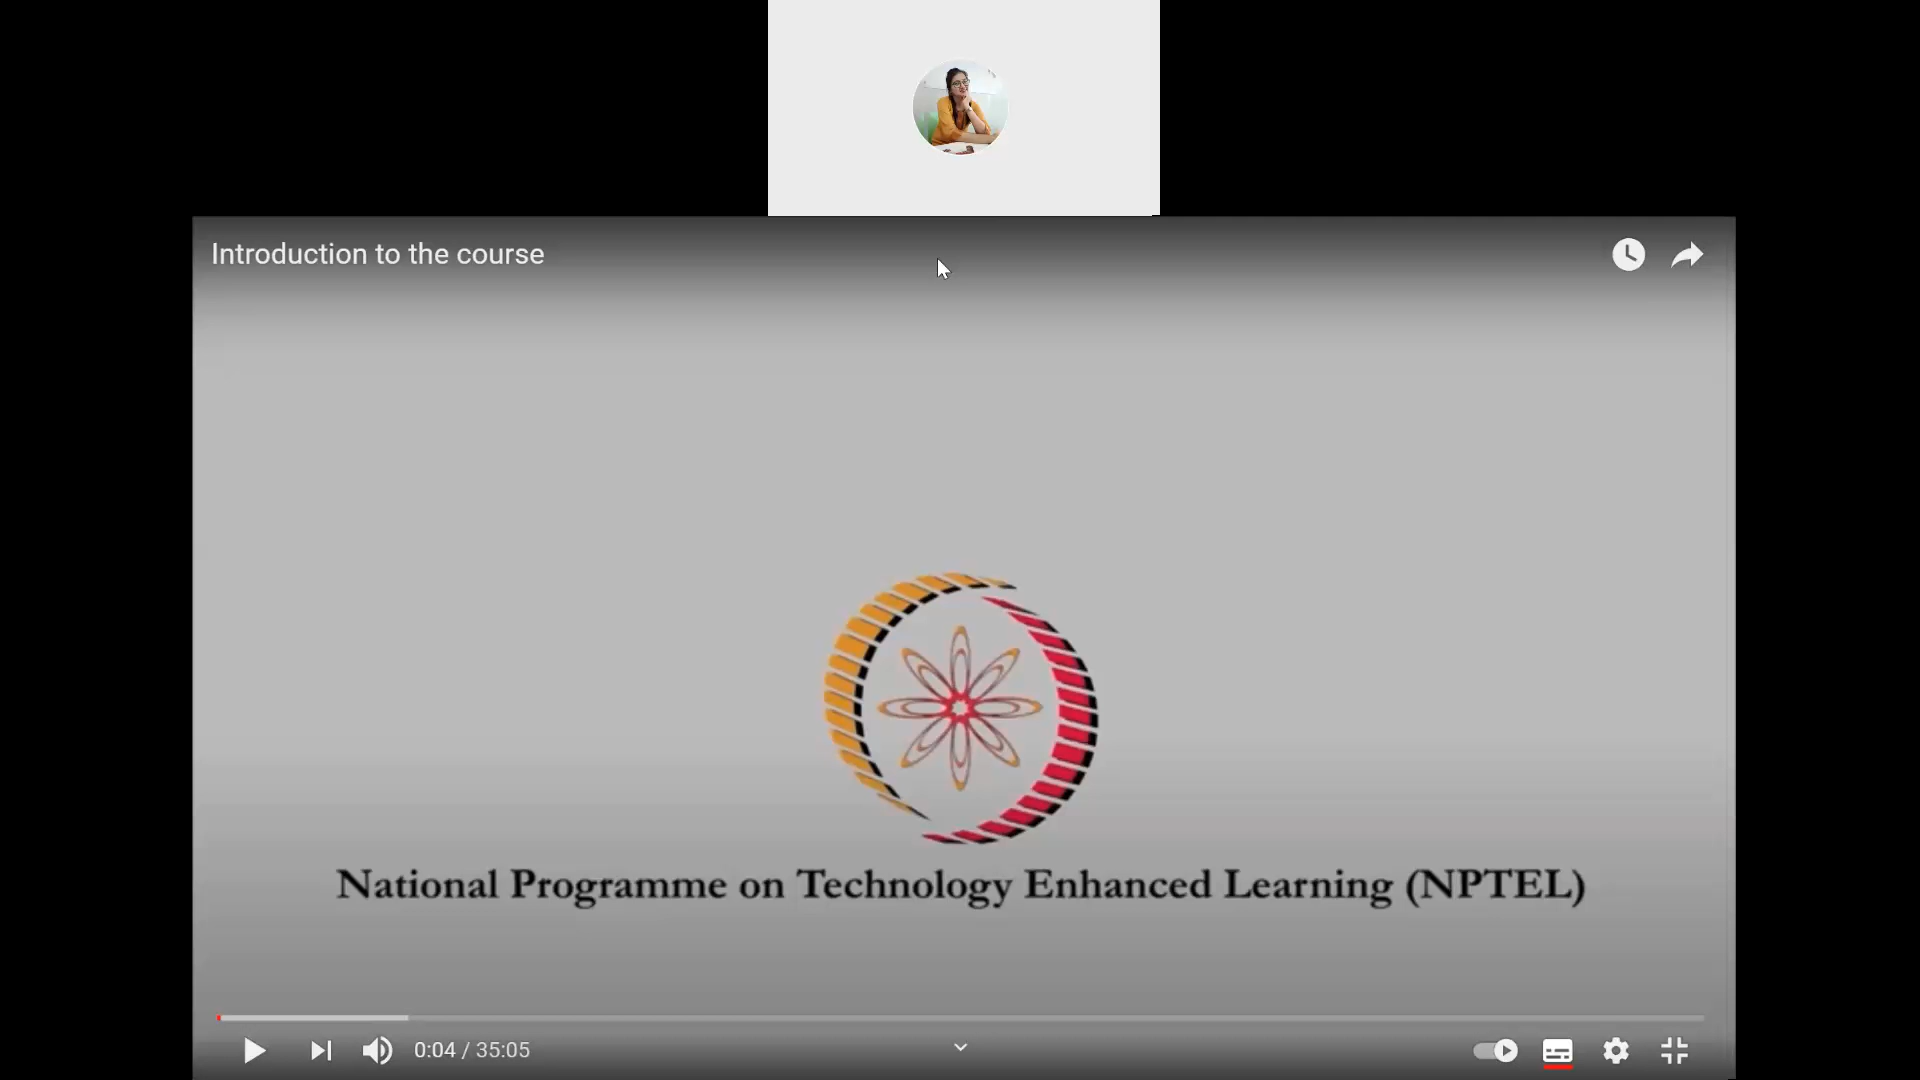 Introduction to the course
National Programme on Technology Enhanced Learning (NPTEL)
0:04 / 35:05